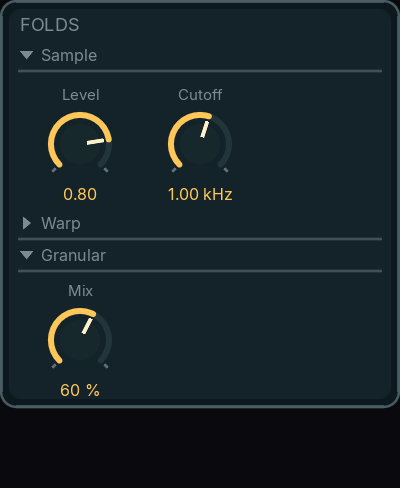 FOLDS
Sample
Level Cutoff
0.80 1.00 kHz
Warp
Granular
Mix
60 %